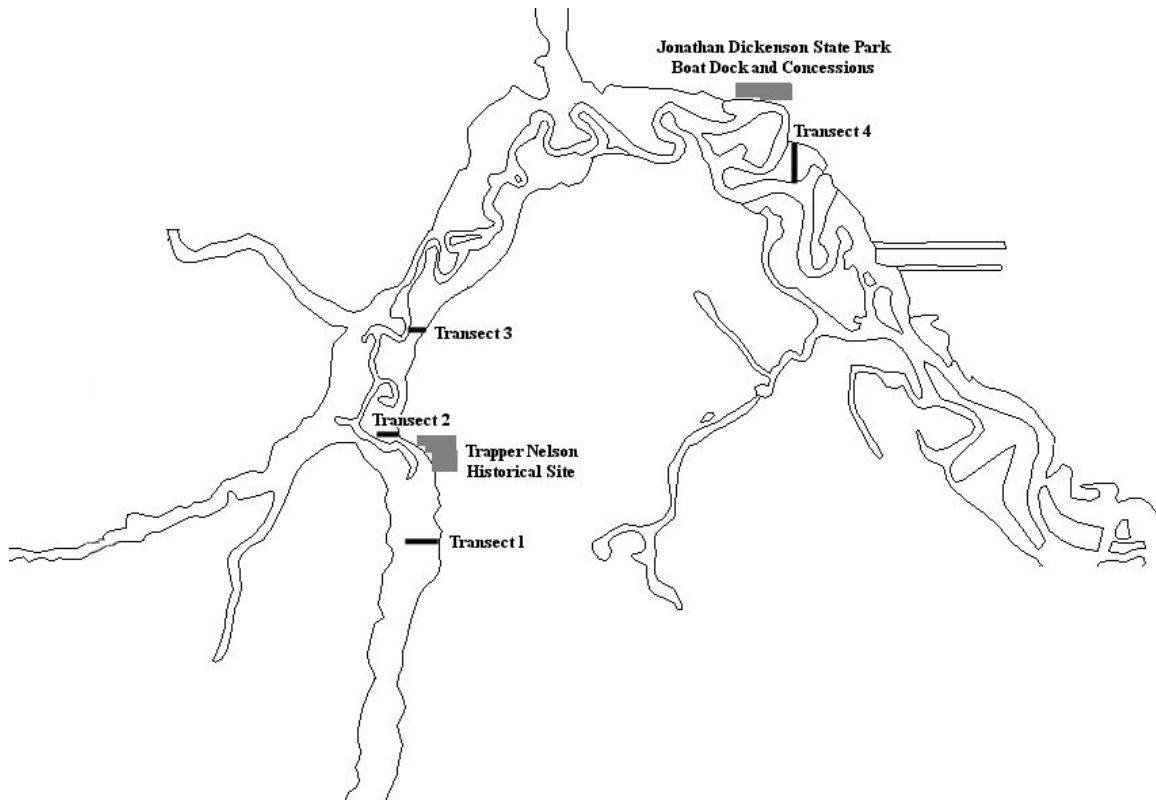 Jonathan Dickenson State Park
Boat Dock and Concessions
Transect 4
Transect 3
Transect 2
Trapper Nelson
Historical Site
Transect 1